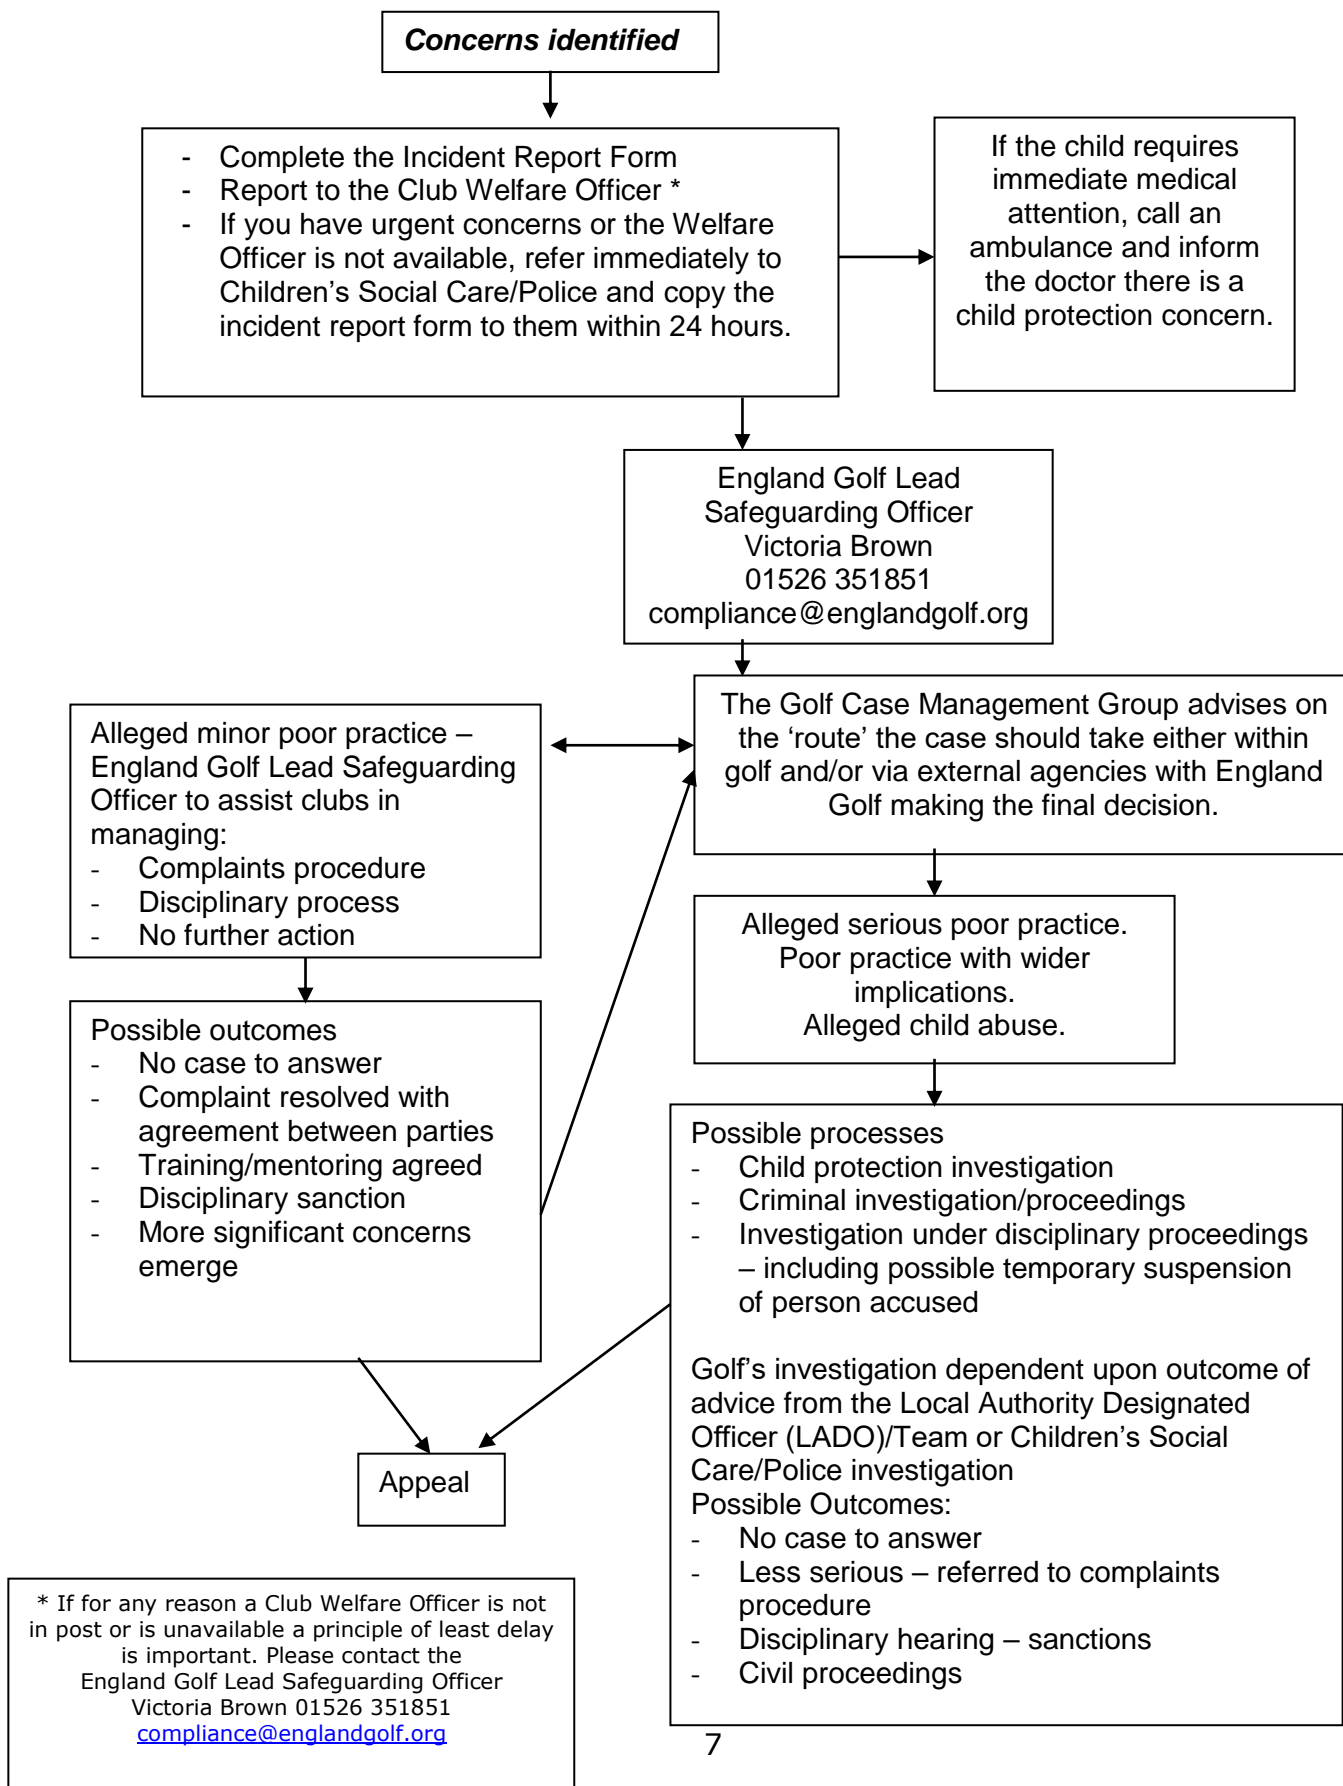 Concerns identified
- Complete the Incident Report Form
- Report to the Club Welfare Officer *
- If you have urgent concerns or the Welfare
Officer is not available, refer immediately to
Children’s Social Care/Police and copy the
incident report form to them within 24 hours.
If the child requires
immediate medical
attention, call an
ambulance and inform
the doctor there is a
child protection concern.
England Golf Lead
Safeguarding Officer
Victoria Brown
01526 351851
compliance@englandgolf.org
The Golf Case Management Group advises on
the ‘route’ the case should take either within
golf and/or via external agencies with England
Golf making the final decision.
Alleged minor poor practice –
England Golf Lead Safeguarding
Officer to assist clubs in
managing:
- Complaints procedure
- Disciplinary process
- No further action
Alleged serious poor practice.
Poor practice with wider
implications.
Alleged child abuse.
Possible outcomes
- No case to answer
- Complaint resolved with
agreement between parties
- Training/mentoring agreed
- Disciplinary sanction
- More significant concerns
emerge
Possible processes
- Child protection investigation
- Criminal investigation/proceedings
- Investigation under disciplinary proceedings
– including possible temporary suspension
of person accused
Golf’s investigation dependent upon outcome of
advice from the Local Authority Designated
Officer (LADO)/Team or Children’s Social
Care/Police investigation
Possible Outcomes:
- No case to answer
- Less serious – referred to complaints
procedure
- Disciplinary hearing – sanctions
- Civil proceedings
Appeal
* If for any reason a Club Welfare Officer is not
in post or is unavailable a principle of least delay
is important. Please contact the
England Golf Lead Safeguarding Officer
Victoria Brown 01526 351851
compliance@englandgolf.org
7